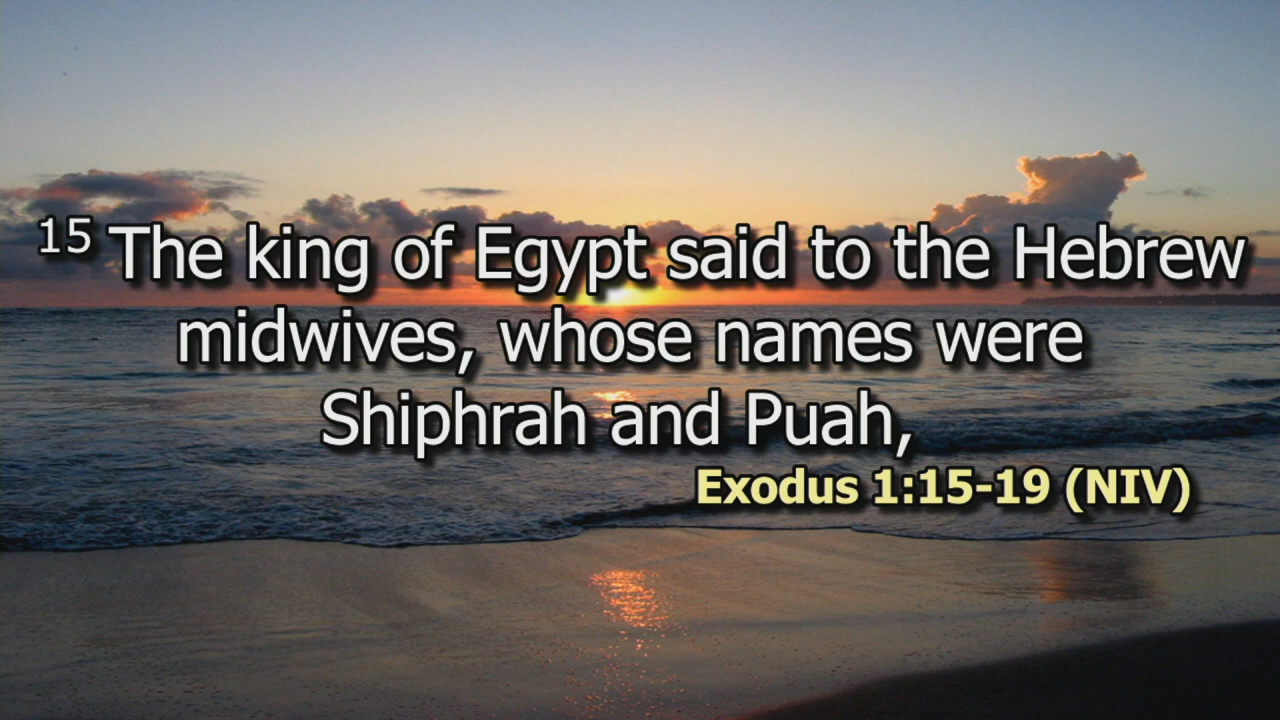 15 The king of Egypt said to the Hebrew
midwives, whose names were
Shiphrah and Puah,
Exodus 1:15-19 (NIV)